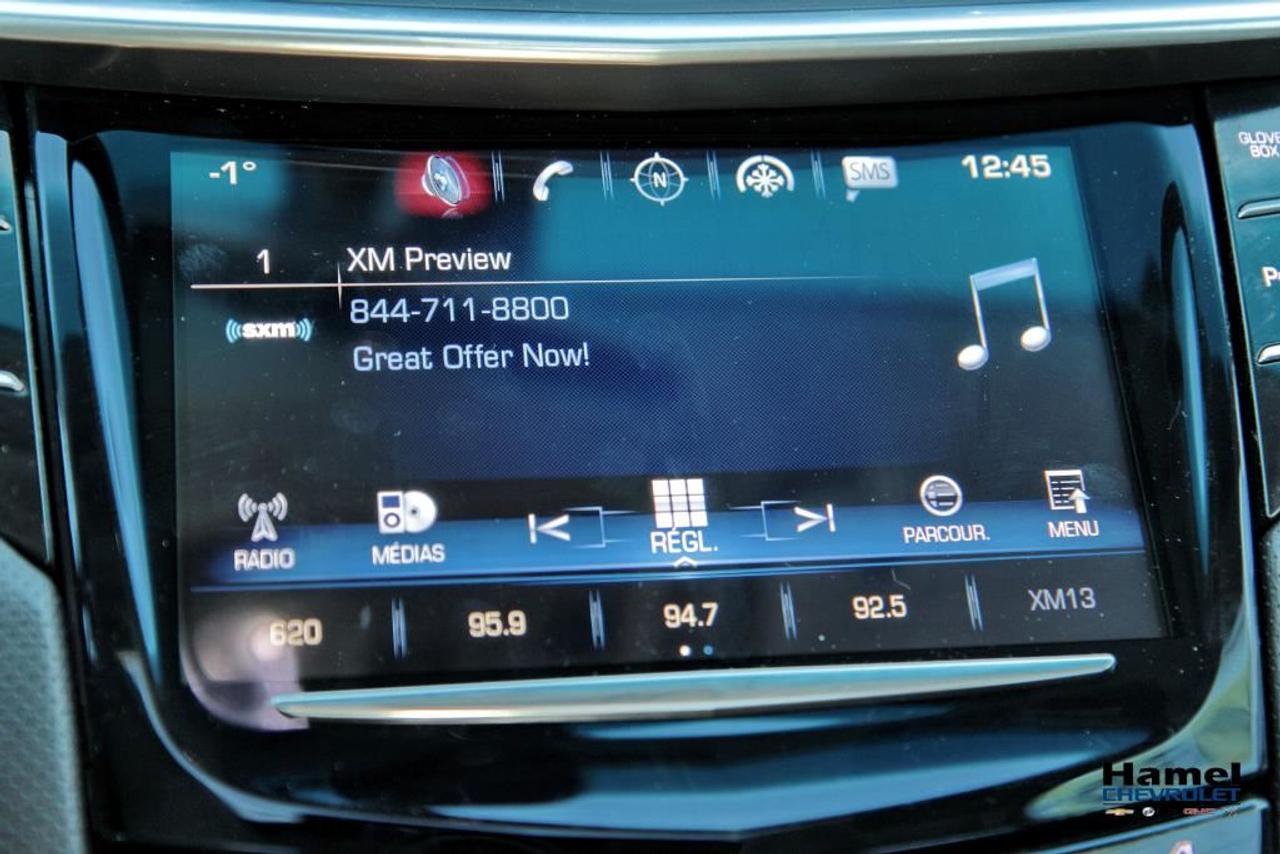 -1° N SMS 12:45
GLOVE
BOX
1 XM Preview
844-711-8800
((sxm))
Great Offer Now!
RADIO MÉDIAS RÉGL. PARCOUR. MENU
620 95.9 94.7 92.5 XM13
Hamel
CHEVROLET